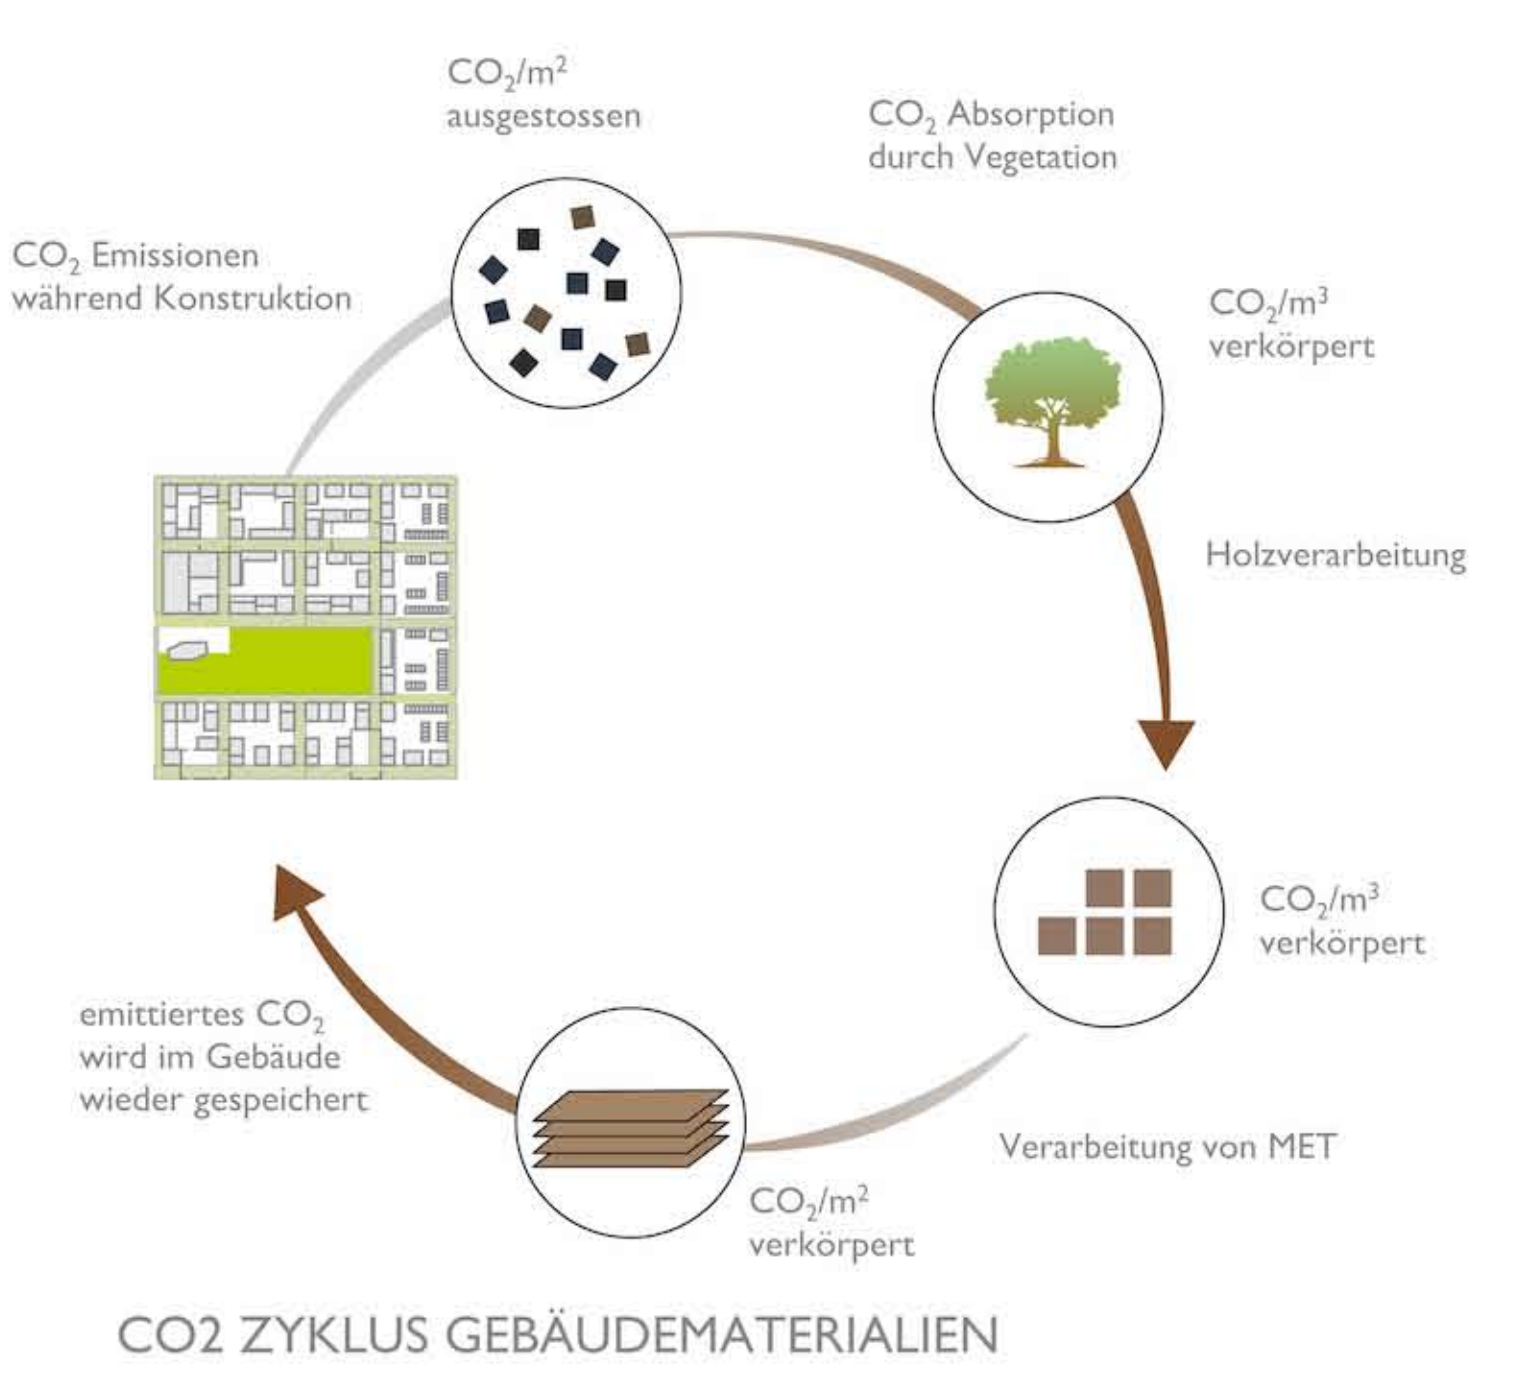 CO₂/m²
ausgestossen
CO₂ Absorption
durch Vegetation
CO₂ Emissionen
während Konstruktion
CO₂/m³
verkörpert
Holzverarbeitung
CO₂/m³
verkörpert
emittiertes CO₂
wird im Gebäude
wieder gespeichert
Verarbeitung von MET
CO₂/m²
verkörpert
CO2 ZYKLUS GEBÄUDEMATERIALIEN